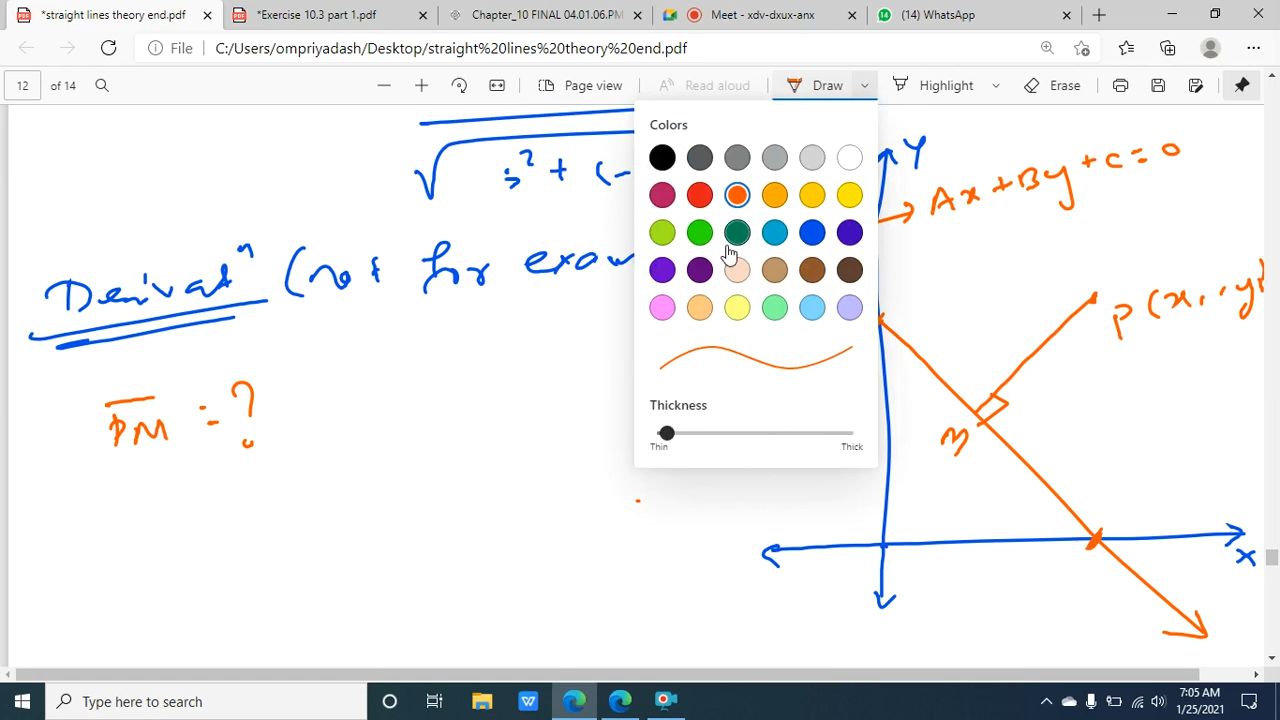 *straight lines theory end.pdf
*Exercise 10.3 part 1.pdf
Chapter_10 FINAL 04.01.06.PM
Meet - xdv-dxux-anx
(14) WhatsApp
File
C:/Users/ompriyadash/Desktop/straight%20lines%20theory%20end.pdf
12 of 14
Page view
Read aloud
Draw
Highlight
Erase
Colors
Thickness
Thin
Thick
Y
Ax + By + C = 0
Derivatⁿ (not for exam
P(x₁, y₁)
PM = ?
M
X
Type here to search
7:05 AM
1/25/2021